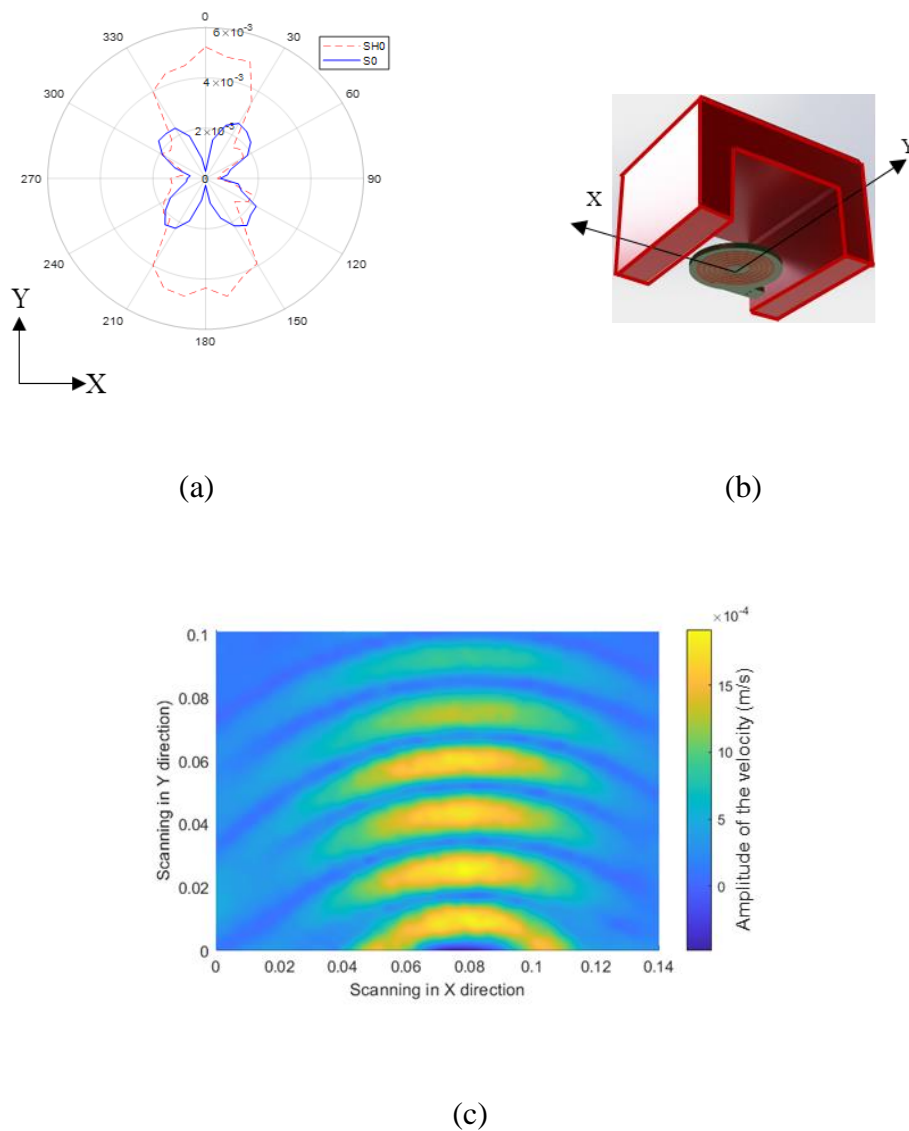 0
330
30
6×10⁻³
SH0
S0
300
60
4×10⁻³
2×10⁻³
270
0
90
240
120
210
150
180
Y
X
X
Y
(a)
(b)
×10⁻⁴
0.1
0.08
0.06
0.04
0.02
0
Scanning in Y direction)
0
0.02
0.04
0.06
0.08
0.1
0.12
0.14
Scanning in X direction
15
10
5
0
Amplitude of the velocity (m/s)
(c)